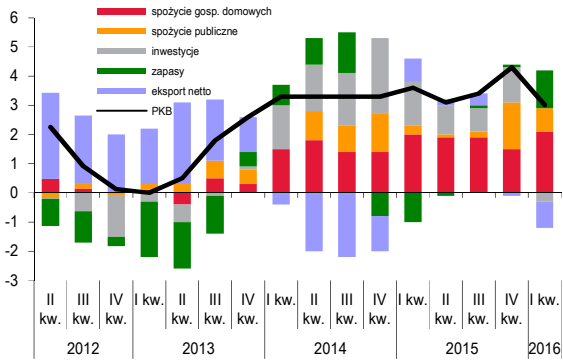 6
5
4
3
2
1
0
-1
-2
-3
spożycie gosp. domowych
spożycie publiczne
inwestycje
zapasy
eksport netto
PKB
II kw. III kw. IV kw. I kw. II kw. III kw. IV kw. I kw. II kw. III kw. IV kw. I kw. II kw. III kw. IV kw. I kw.
2012 2013 2014 2015 2016